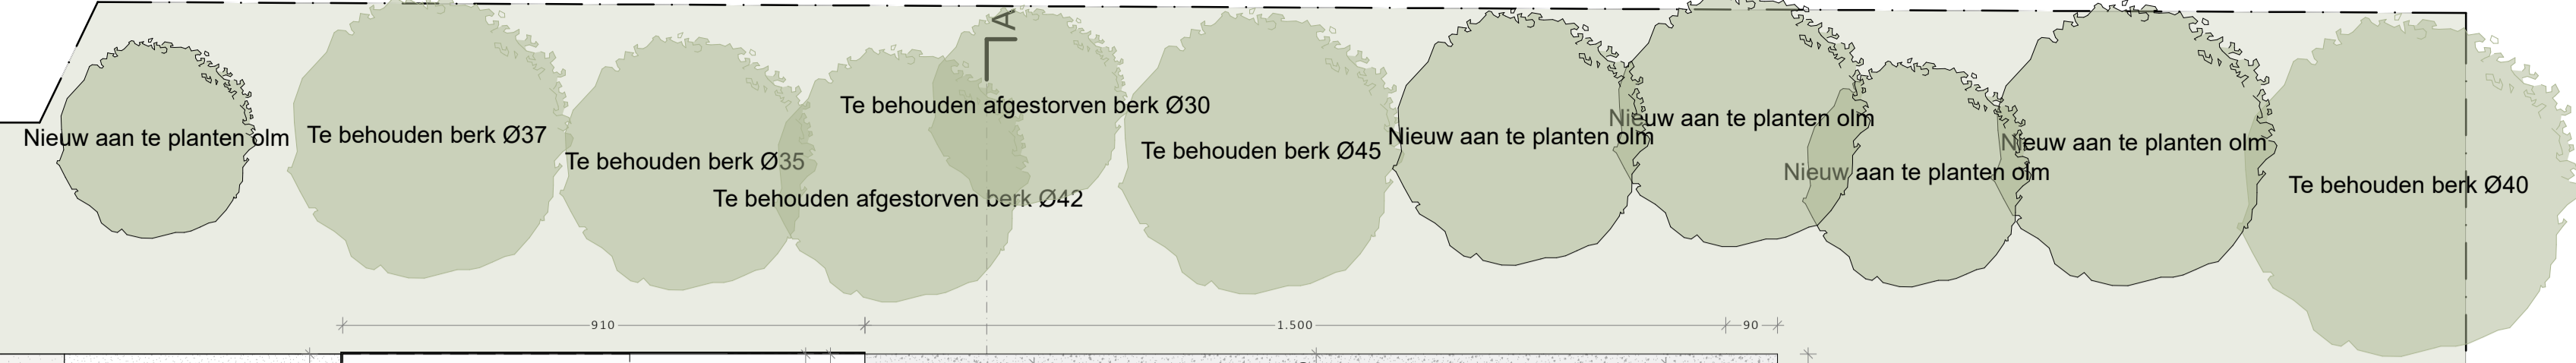 A
Nieuw aan te planten olm
Te behouden berk Ø37
Te behouden berk Ø35
Te behouden afgestorven berk Ø30
Te behouden afgestorven berk Ø42
Te behouden berk Ø45
Nieuw aan te planten olm
Nieuw aan te planten olm
Nieuw aan te planten olm
Nieuw aan te planten olm
Te behouden berk Ø40
910
1.500
90